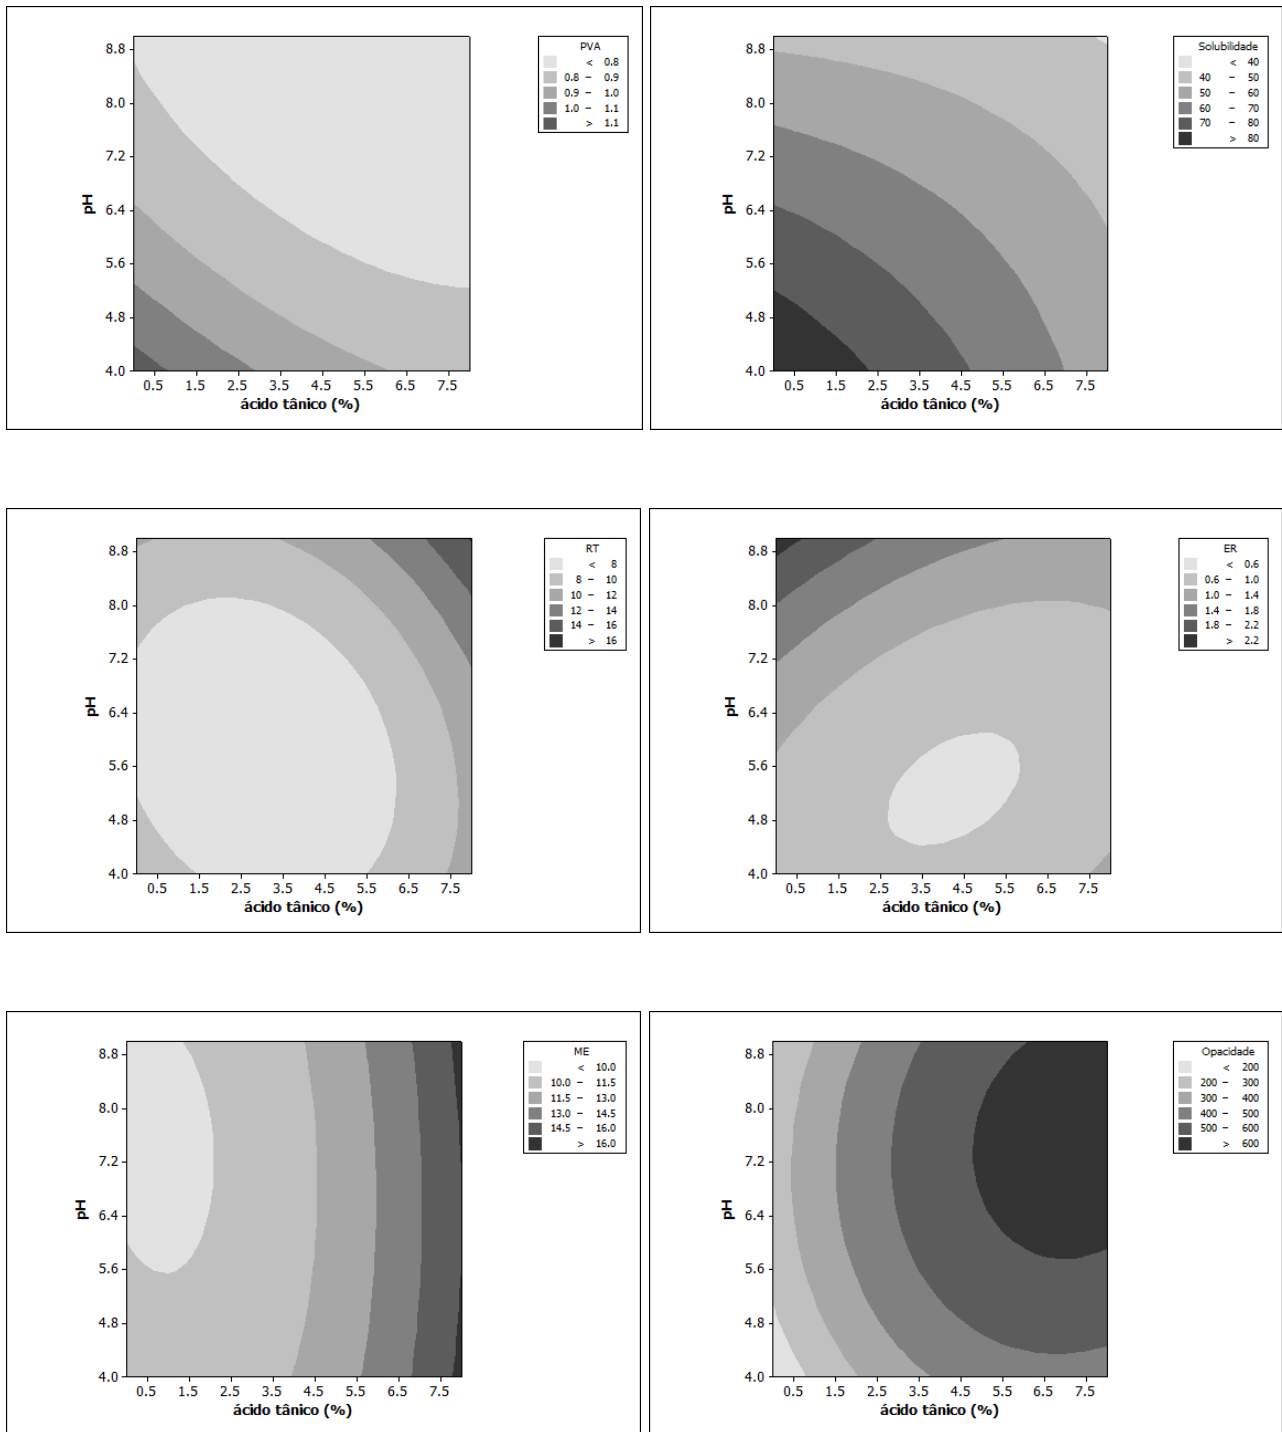 PVA
< 0.8
0.8 – 0.9
0.9 – 1.0
1.0 – 1.1
> 1.1
8.8
8.0
7.2
6.4
5.6
4.8
4.0
pH
0.5 1.5 2.5 3.5 4.5 5.5 6.5 7.5
ácido tânico (%)
Solubilidade
< 40
40 – 50
50 – 60
60 – 70
70 – 80
> 80
8.8
8.0
7.2
6.4
5.6
4.8
4.0
pH
0.5 1.5 2.5 3.5 4.5 5.5 6.5 7.5
ácido tânico (%)
RT
< 8
8 – 10
10 – 12
12 – 14
14 – 16
> 16
8.8
8.0
7.2
6.4
5.6
4.8
4.0
pH
0.5 1.5 2.5 3.5 4.5 5.5 6.5 7.5
ácido tânico (%)
ER
< 0.6
0.6 – 1.0
1.0 – 1.4
1.4 – 1.8
1.8 – 2.2
> 2.2
8.8
8.0
7.2
6.4
5.6
4.8
4.0
pH
0.5 1.5 2.5 3.5 4.5 5.5 6.5 7.5
ácido tânico (%)
ME
< 10.0
10.0 – 11.5
11.5 – 13.0
13.0 – 14.5
14.5 – 16.0
> 16.0
8.8
8.0
7.2
6.4
5.6
4.8
4.0
pH
0.5 1.5 2.5 3.5 4.5 5.5 6.5 7.5
ácido tânico (%)
Opacidade
< 200
200 – 300
300 – 400
400 – 500
500 – 600
> 600
8.8
8.0
7.2
6.4
5.6
4.8
4.0
pH
0.5 1.5 2.5 3.5 4.5 5.5 6.5 7.5
ácido tânico (%)